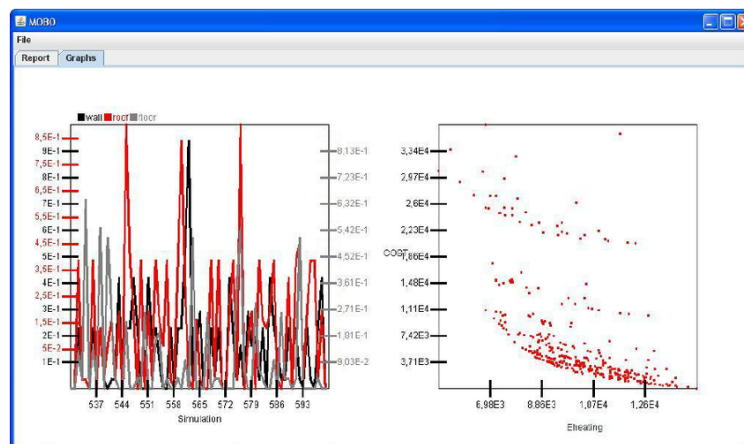 MOBO
File
Report Graphs
wall roof floor
8,5E-1
9E-1
7,5E-1
8E-1
6,5E-1
7E-1
5,5E-1
6E-1
4,5E-1
5E-1
3,5E-1
4E-1
2,5E-1
3E-1
1,5E-1
2E-1
5E-2
1E-1
8,13E-1
7,23E-1
6,32E-1
5,42E-1
4,52E-1
3,61E-1
2,71E-1
1,81E-1
9,03E-2
537 544 551 558 565 572 579 586 593
Simulation
3,34E4
2,97E4
2,6E4
2,23E4
1,86E4
COST
1,48E4
1,11E4
7,42E3
3,71E3
6,98E3 8,85E3 1,07E4 1,26E4
Eheating